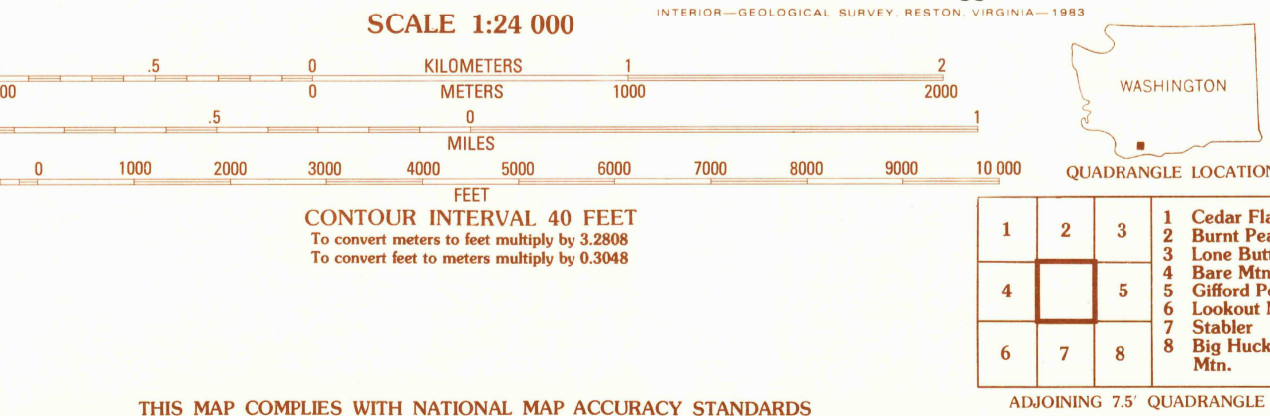 INTERIOR—GEOLOGICAL SURVEY, RESTON, VIRGINIA—1983
SCALE 1:24 000
.5 0 KILOMETERS 1 2
00 0 METERS 1000 2000
.5 0 1
MILES
0 1000 2000 3000 4000 5000 6000 7000 8000 9000 10 000
FEET
CONTOUR INTERVAL 40 FEET
To convert meters to feet multiply by 3.2808
To convert feet to meters multiply by 0.3048
THIS MAP COMPLIES WITH NATIONAL MAP ACCURACY STANDARDS
WASHINGTON
QUADRANGLE LOCATION
1 2 3
4 5
6 7 8
1 Cedar Fla
2 Burnt Pea
3 Lone Butt
4 Bare Mtn
5 Gifford Pe
6 Lookout
7 Stabler
8 Big Huck
Mtn.
ADJOINING 7.5' QUADRANGLE